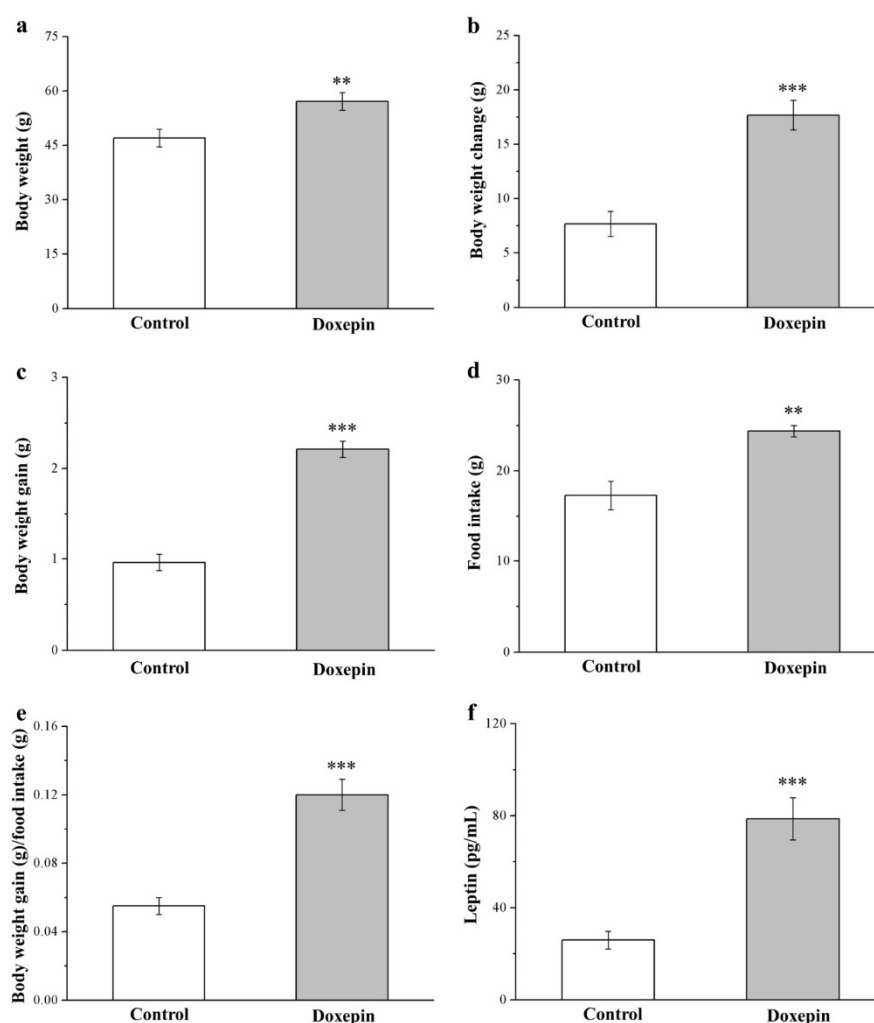 a
Body weight (g)
75
60
45
30
15
0
**
Control
Doxepin
b
Body weight change (g)
25
20
15
10
5
0
***
Control
Doxepin
c
Body weight gain (g)
3
2
1
0
***
Control
Doxepin
d
Food intake (g)
30
20
10
0
**
Control
Doxepin
e
Body weight gain (g)/food intake (g)
0.16
0.12
0.08
0.04
0.00
***
Control
Doxepin
f
Leptin (pg/mL)
120
80
40
0
***
Control
Doxepin